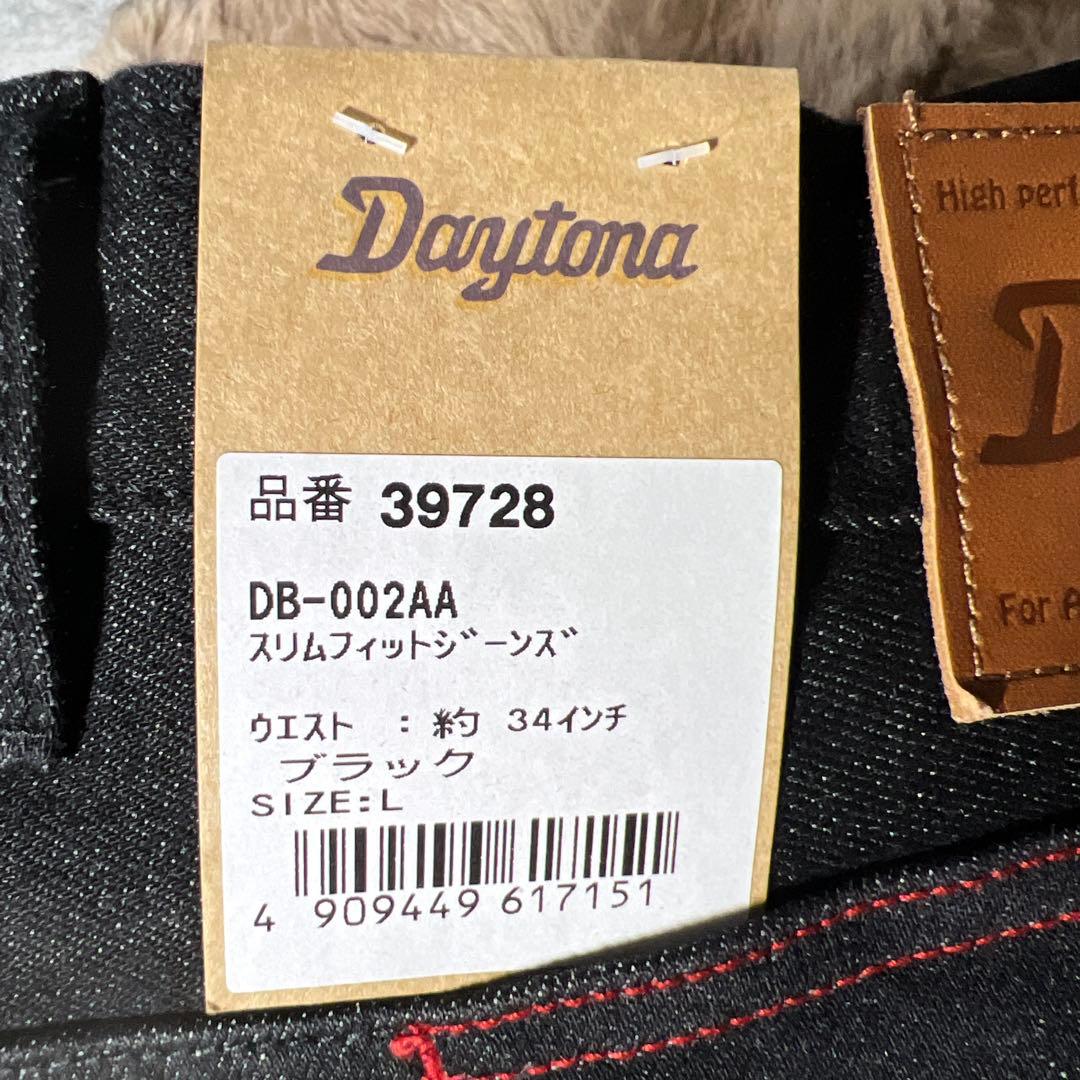 Daytona
品番 39728
DB-002AA
スリムフィットジーンズ
ウエスト : 約 34インチ
ブラック
SIZE:L
4 909449 617151
High perf
D
For A